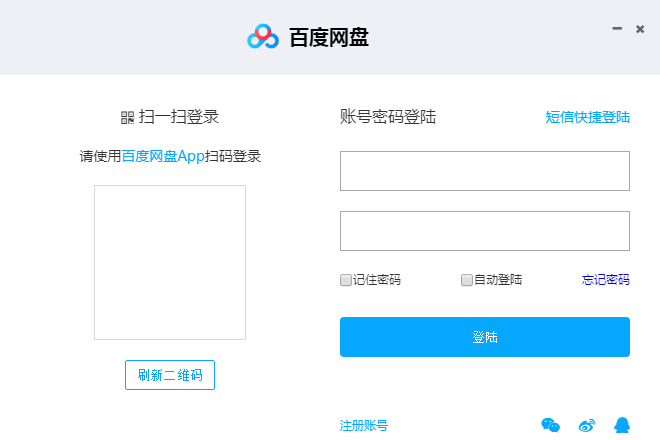 百度网盘
扫一扫登录
请使用百度网盘App扫码登录
刷新二维码
账号密码登陆
短信快捷登陆
记住密码
自动登陆
忘记密码
登陆
注册账号